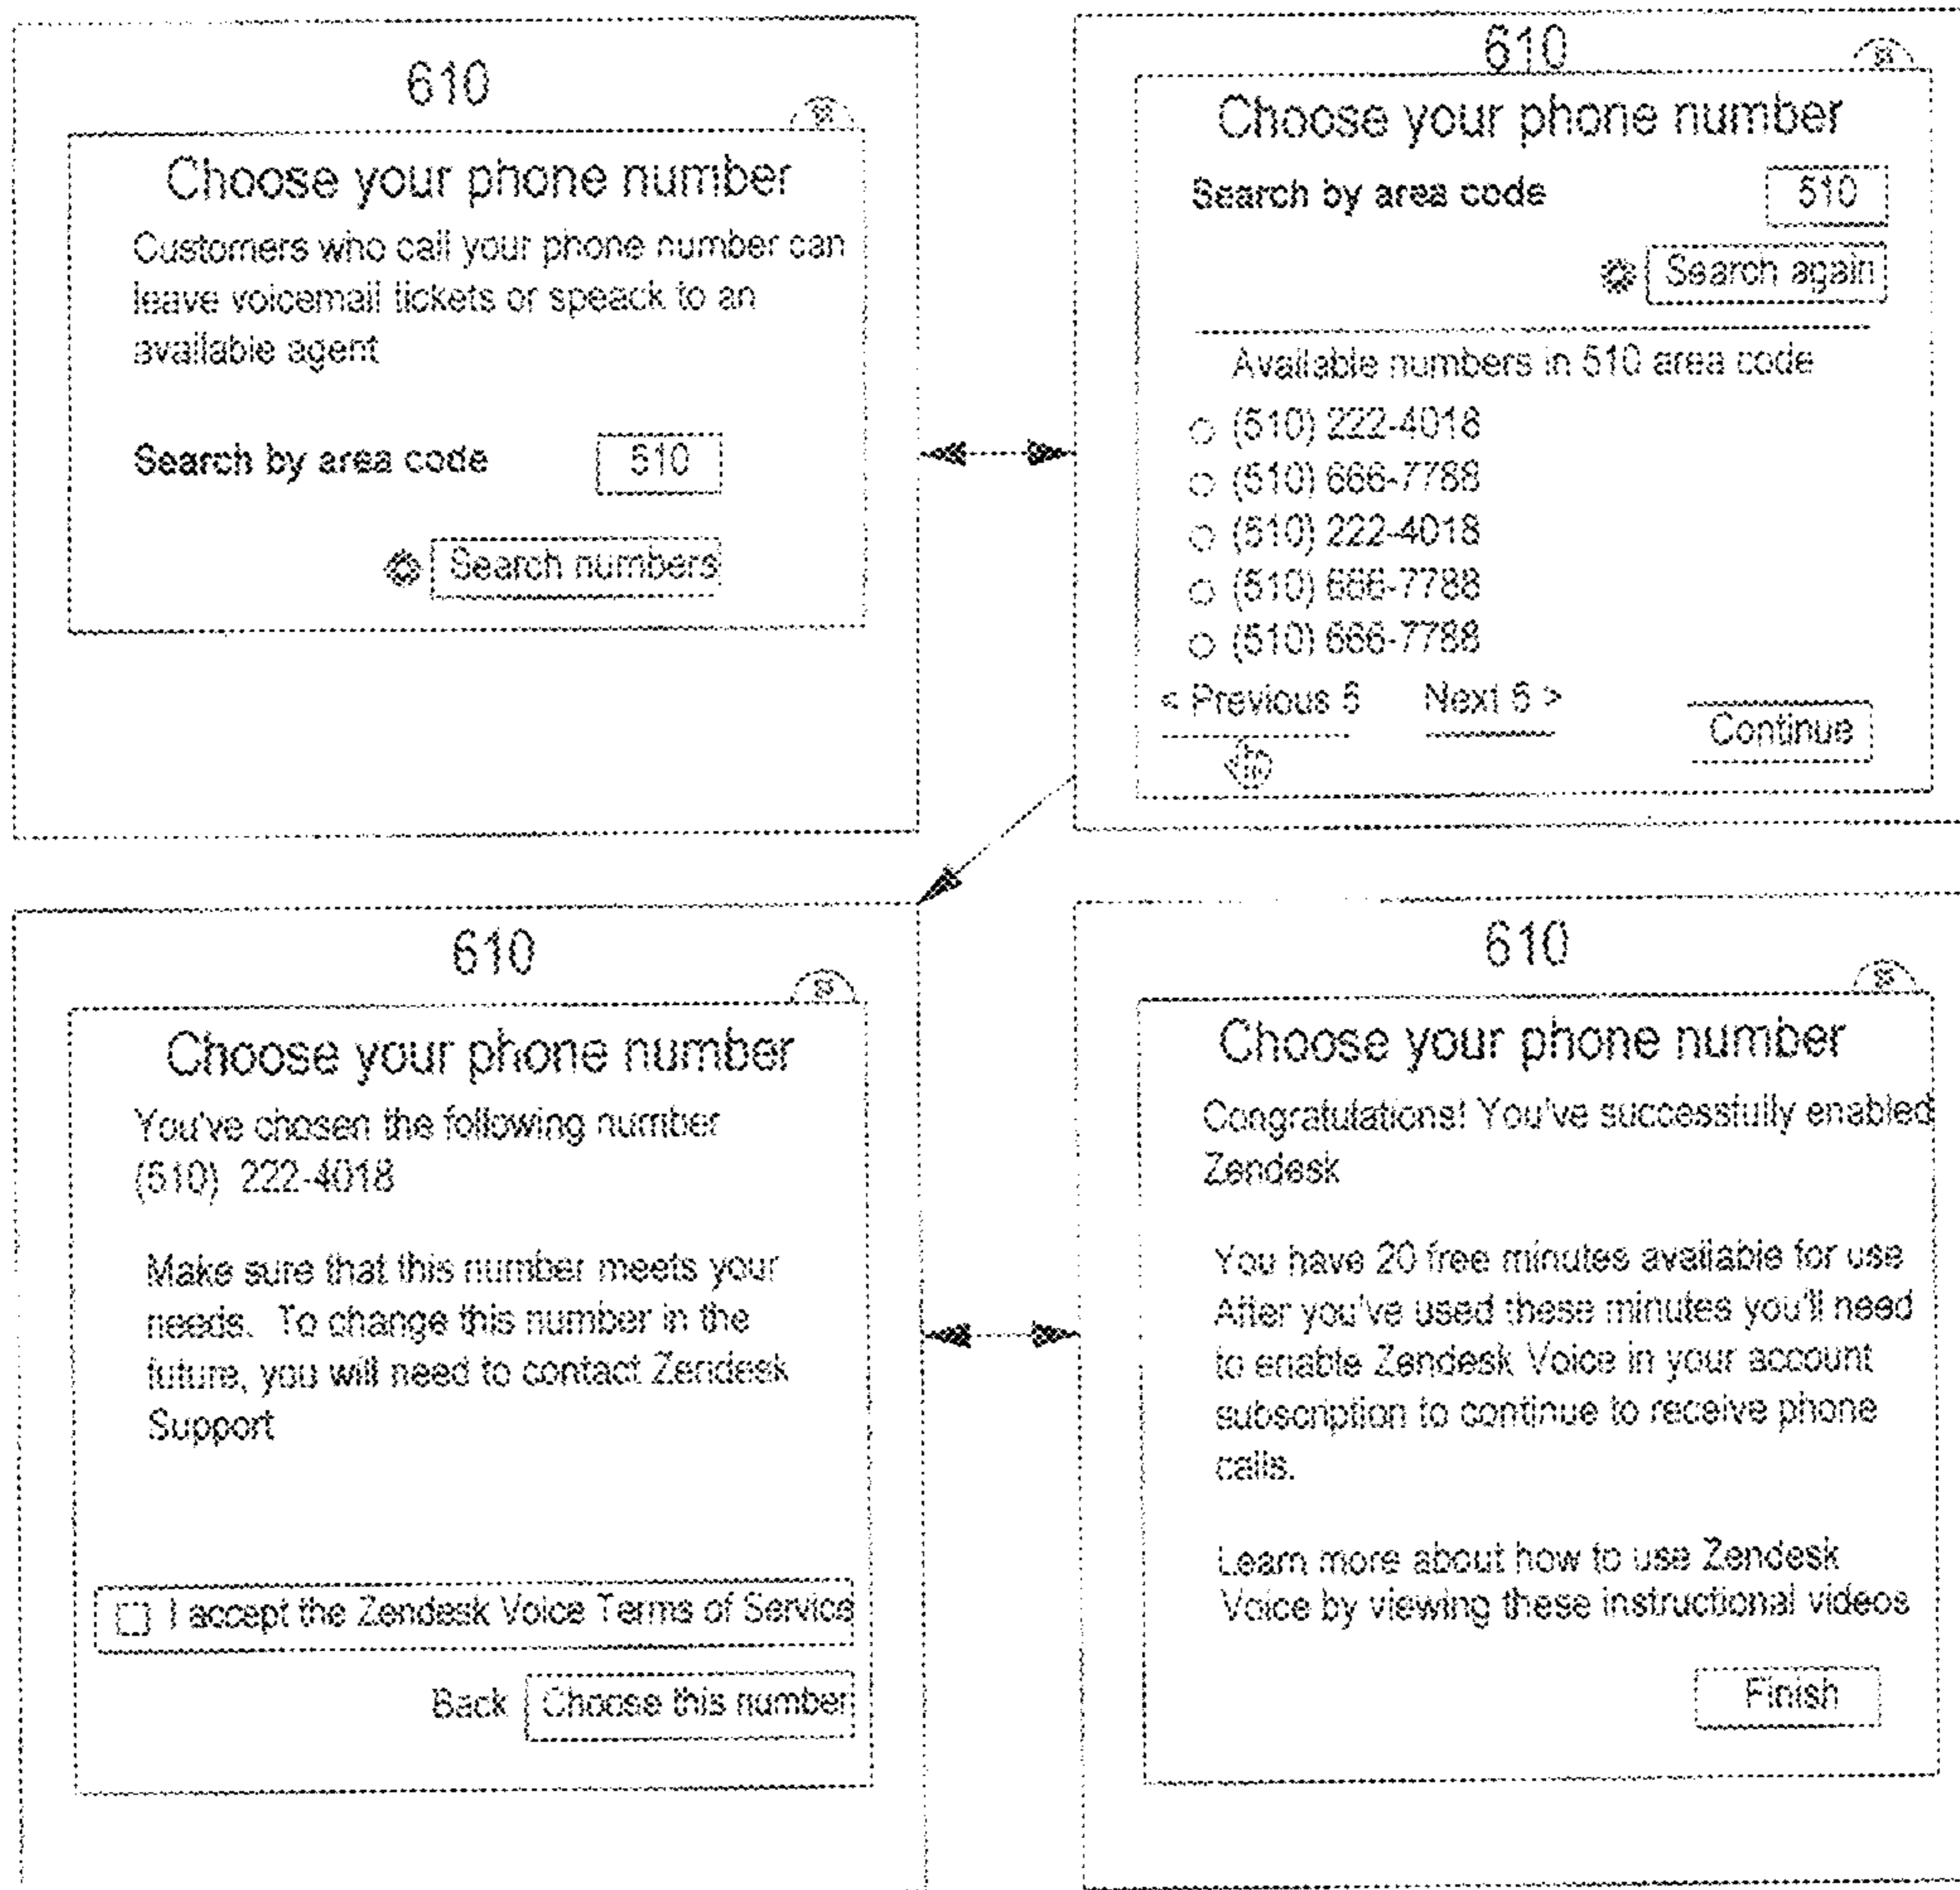 610
Choose your phone number
Customers who call your phone number can
leave voicemail tickets or speack to an
available agent
Search by area code 510
Search numbers
610
Choose your phone number
Search by area code 510
Search again
Available numbers in 510 area code
(510) 222-4018
(510) 666-7788
(510) 222-4018
(510) 666-7788
(510) 666-7788
< Previous 5 Next 5 >
Continue
610
Choose your phone number
You've chosen the following number
(510) 222-4018
Make sure that this number meets your
needs. To change this number in the
future, you will need to contact Zendesk
Support
I accept the Zendesk Voice Terms of Service
Back Choose this number
610
Choose your phone number
Congratulations! You've successfully enabled
Zendesk
You have 20 free minutes available for use
After you've used these minutes you'll need
to enable Zendesk Voice in your account
subscription to continue to receive phone
calls.
Learn more about how to use Zendesk
Voice by viewing these instructional videos
Finish